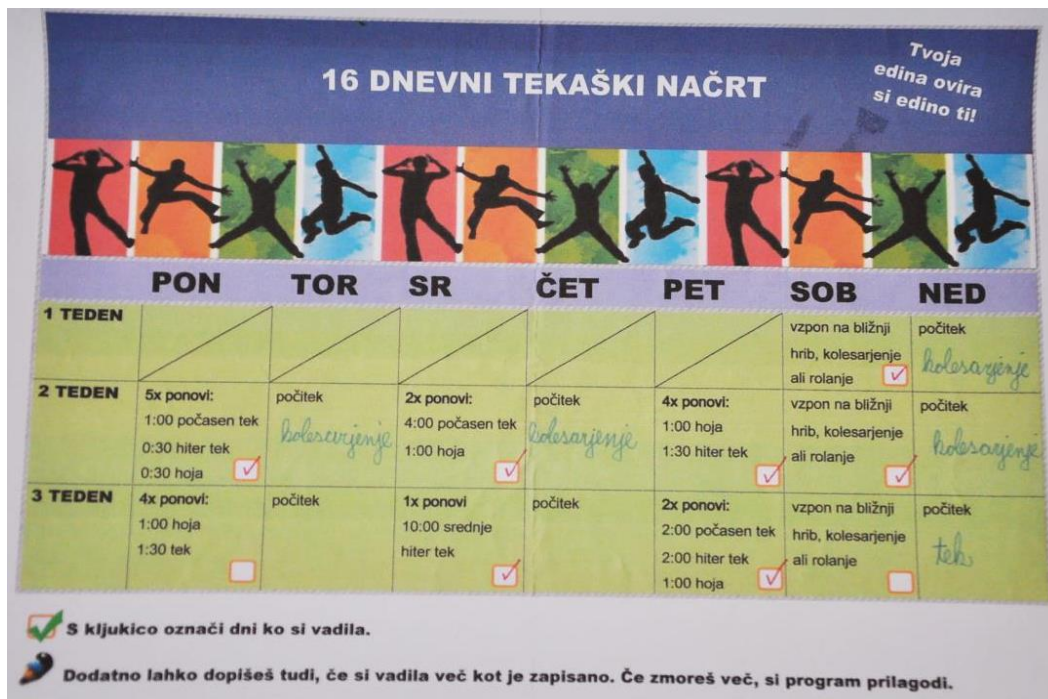 Tvoja
edina ovira
si edino ti!
16 DNEVNI TEKAŠKI NAČRT
PON TOR SR ČET PET SOB NED
1 TEDEN
vzpon na bližnji
hrib, kolesarjenje
ali rolanje
počitek
kolesarjenje
2 TEDEN
5x ponovi:
1:00 počasen tek
0:30 hiter tek
0:30 hoja
počitek
kolesarjenje
2x ponovi:
4:00 počasen tek
1:00 hoja
počitek
kolesarjenje
4x ponovi:
1:00 hoja
1:30 hiter tek
vzpon na bližnji
hrib, kolesarjenje
ali rolanje
počitek
kolesarjenje
3 TEDEN
4x ponovi:
1:00 hoja
1:30 tek
počitek
1x ponovi
10:00 srednje
hiter tek
počitek
2x ponovi:
2:00 počasen tek
2:00 hiter tek
1:00 hoja
vzpon na bližnji
hrib, kolesarjenje
ali rolanje
počitek
tek
S kljukico označi dni ko si vadila.
Dodatno lahko dopišeš tudi, če si vadila več kot je zapisano. Če zmoreš več, si program prilagodi.